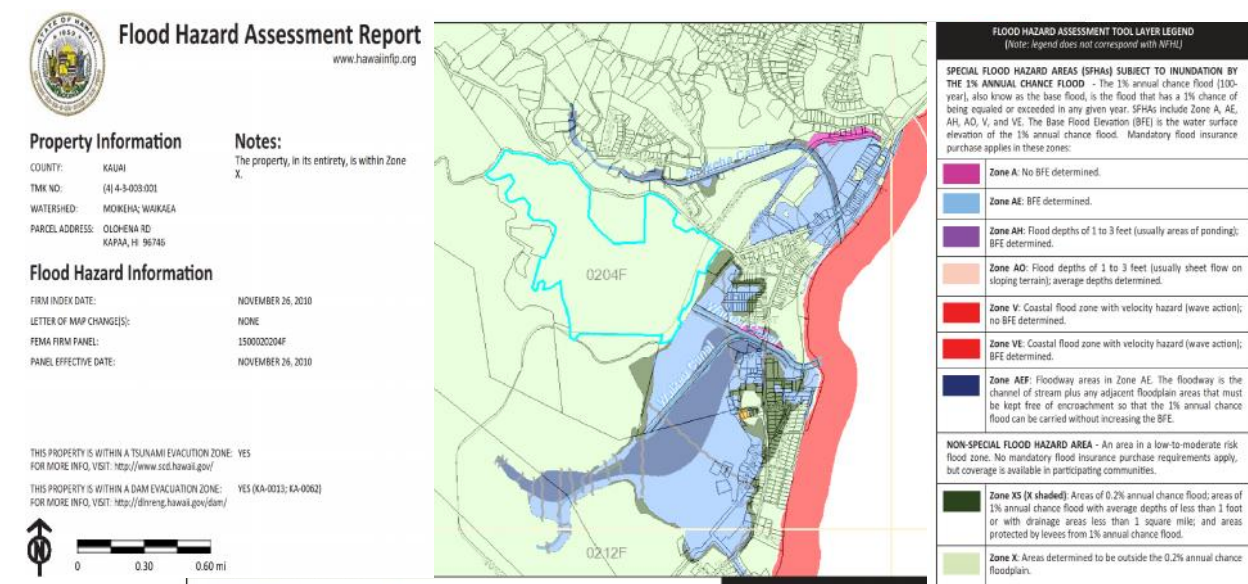 STATE OF HAWAII
1959
Flood Hazard Assessment Report
www.hawaiinfip.org
Property Information
COUNTY: KAUAI
TMK NO: (4) 4-3-003:001
WATERSHED: MOIKEHA; WAIKAEA
PARCEL ADDRESS: OLOHENA RD
KAPAA, HI 96746
Notes:
The property, in its entirety, is within Zone
X.
Flood Hazard Information
FIRM INDEX DATE: NOVEMBER 26, 2010
LETTER OF MAP CHANGE(S): NONE
FEMA FIRM PANEL: 1500020204F
PANEL EFFECTIVE DATE: NOVEMBER 26, 2010
THIS PROPERTY IS WITHIN A TSUNAMI EVACUTION ZONE: YES
FOR MORE INFO, VISIT: http://www.scd.hawaii.gov/
THIS PROPERTY IS WITHIN A DAM EVACUATION ZONE: YES (KA-0013; KA-0062)
FOR MORE INFO, VISIT: http://dlnreng.hawaii.gov/dam/
N
0 0.30 0.60 mi
Canal
0204F
Canal
0212F
FLOOD HAZARD ASSESSMENT TOOL LAYER LEGEND
(Note: legend does not correspond with NFHL)
SPECIAL FLOOD HAZARD AREAS (SFHAs) SUBJECT TO INUNDATION BY
THE 1% ANNUAL CHANCE FLOOD - The 1% annual chance flood (100-
year), also know as the base flood, is the flood that has a 1% chance of
being equaled or exceeded in any given year. SFHAs include Zone A, AE,
AH, AO, V, and VE. The Base Flood Elevation (BFE) is the water surface
elevation of the 1% annual chance flood. Mandatory flood insurance
purchase applies in these zones:
Zone A: No BFE determined.
Zone AE: BFE determined.
Zone AH: Flood depths of 1 to 3 feet (usually areas of ponding);
BFE determined.
Zone AO: Flood depths of 1 to 3 feet (usually sheet flow on
sloping terrain); average depths determined.
Zone V: Coastal flood zone with velocity hazard (wave action);
no BFE determined.
Zone VE: Coastal flood zone with velocity hazard (wave action);
BFE determined.
Zone AEF: Floodway areas in Zone AE. The floodway is the
channel of stream plus any adjacent floodplain areas that must
be kept free of encroachment so that the 1% annual chance
flood can be carried without increasing the BFE.
NON-SPECIAL FLOOD HAZARD AREA - An area in a low-to-moderate risk
flood zone. No mandatory flood insurance purchase requirements apply,
but coverage is available in participating communities.
Zone XS (X shaded): Areas of 0.2% annual chance flood; areas of
1% annual chance flood with average depths of less than 1 foot
or with drainage areas less than 1 square mile; and areas
protected by levees from 1% annual chance flood.
Zone X: Areas determined to be outside the 0.2% annual chance
floodplain.